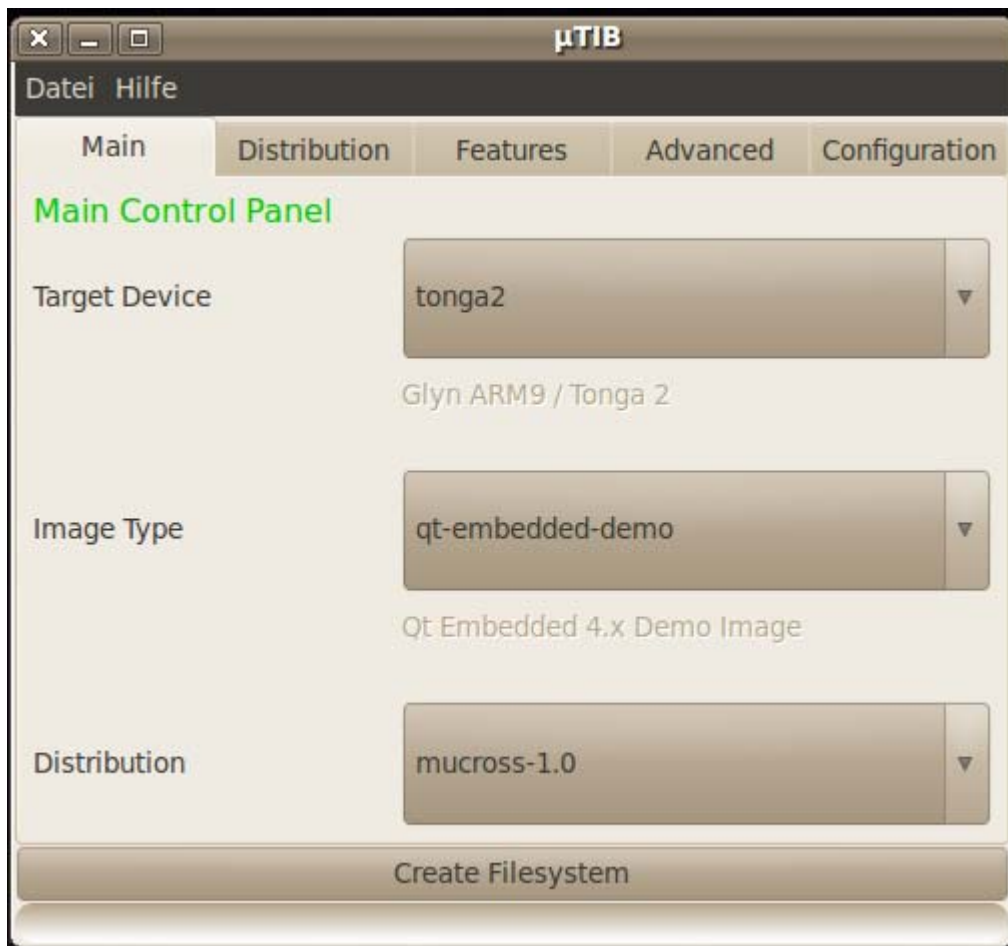 µTIB
Datei Hilfe
Main Distribution Features Advanced Configuration
Main Control Panel
Target Device tonga2
Glyn ARM9 / Tonga 2
Image Type qt-embedded-demo
Qt Embedded 4.x Demo Image
Distribution mucross-1.0
Create Filesystem